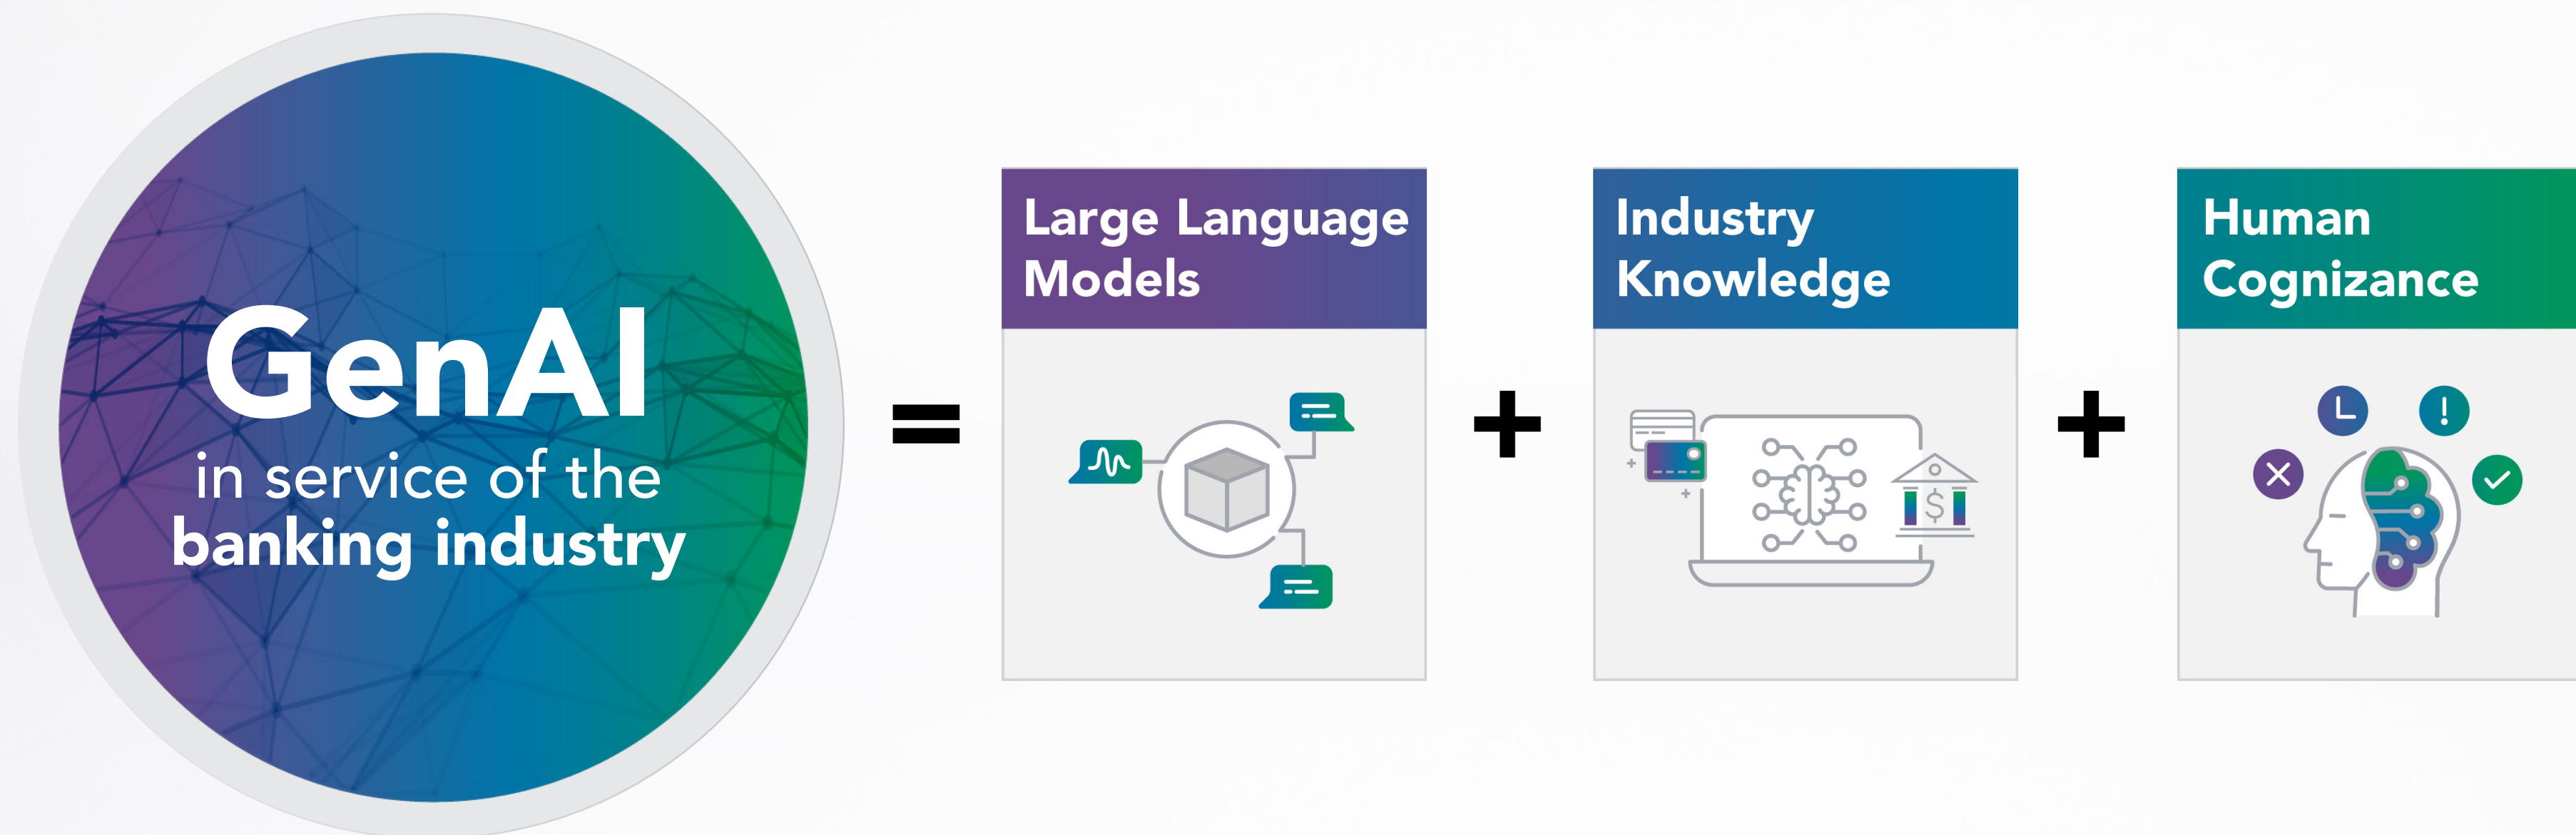 GenAI
in service of the
banking industry
=
Large Language
Models
+
Industry
Knowledge
$
+
Human
Cognizance